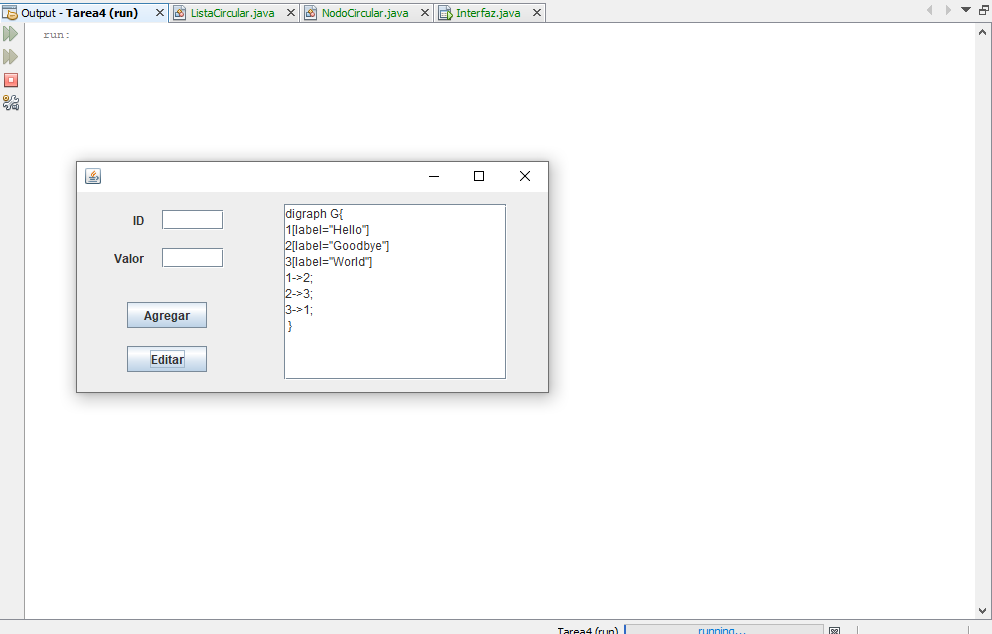 Output - Tarea4 (run)
ListaCircular.java
NodoCircular.java
Interfaz.java
run:
ID
Valor
Agregar
Editar
digraph G{
1[label="Hello"]
2[label="Goodbye"]
3[label="World"]
1->2;
2->3;
3->1;
}
Tarea4 (run)
running...